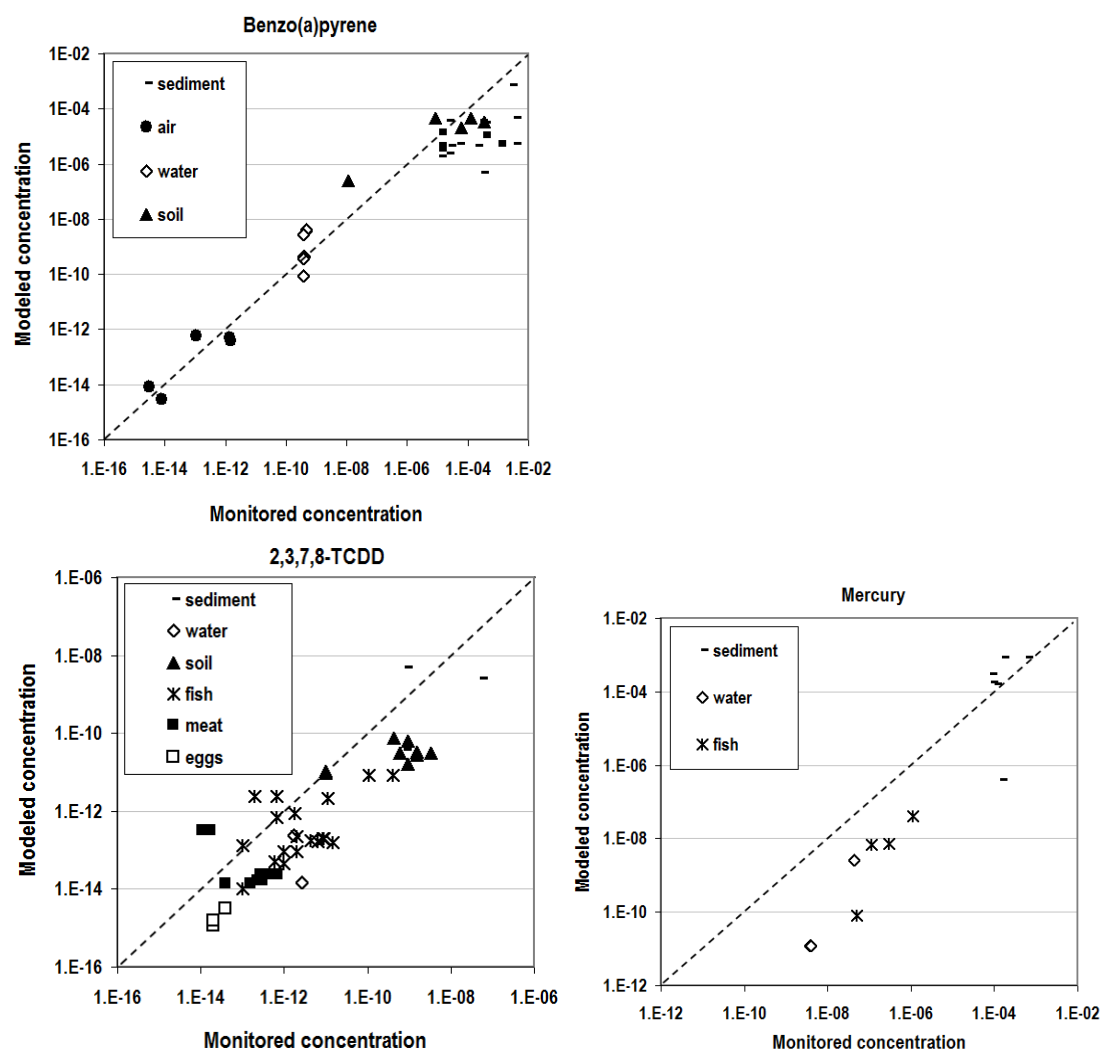 Benzo(a)pyrene
1E-02
1E-04
1E-06
1E-08
1E-10
1E-12
1E-14
1E-16
Modeled concentration
sediment
air
water
soil
1.E-16 1.E-14 1.E-12 1.E-10 1.E-08 1.E-06 1.E-04 1.E-02
Monitored concentration
2,3,7,8-TCDD
1.E-06
1.E-08
1.E-10
1.E-12
1.E-14
1.E-16
Modeled concentration
sediment
water
soil
fish
meat
eggs
1.E-16 1.E-14 1.E-12 1.E-10 1.E-08 1.E-06
Monitored concentration
Mercury
1.E-02
1.E-04
1.E-06
1.E-08
1.E-10
1.E-12
Modeled concentration
sediment
water
fish
1.E-12 1.E-10 1.E-08 1.E-06 1.E-04 1.E-02
Monitored concentration